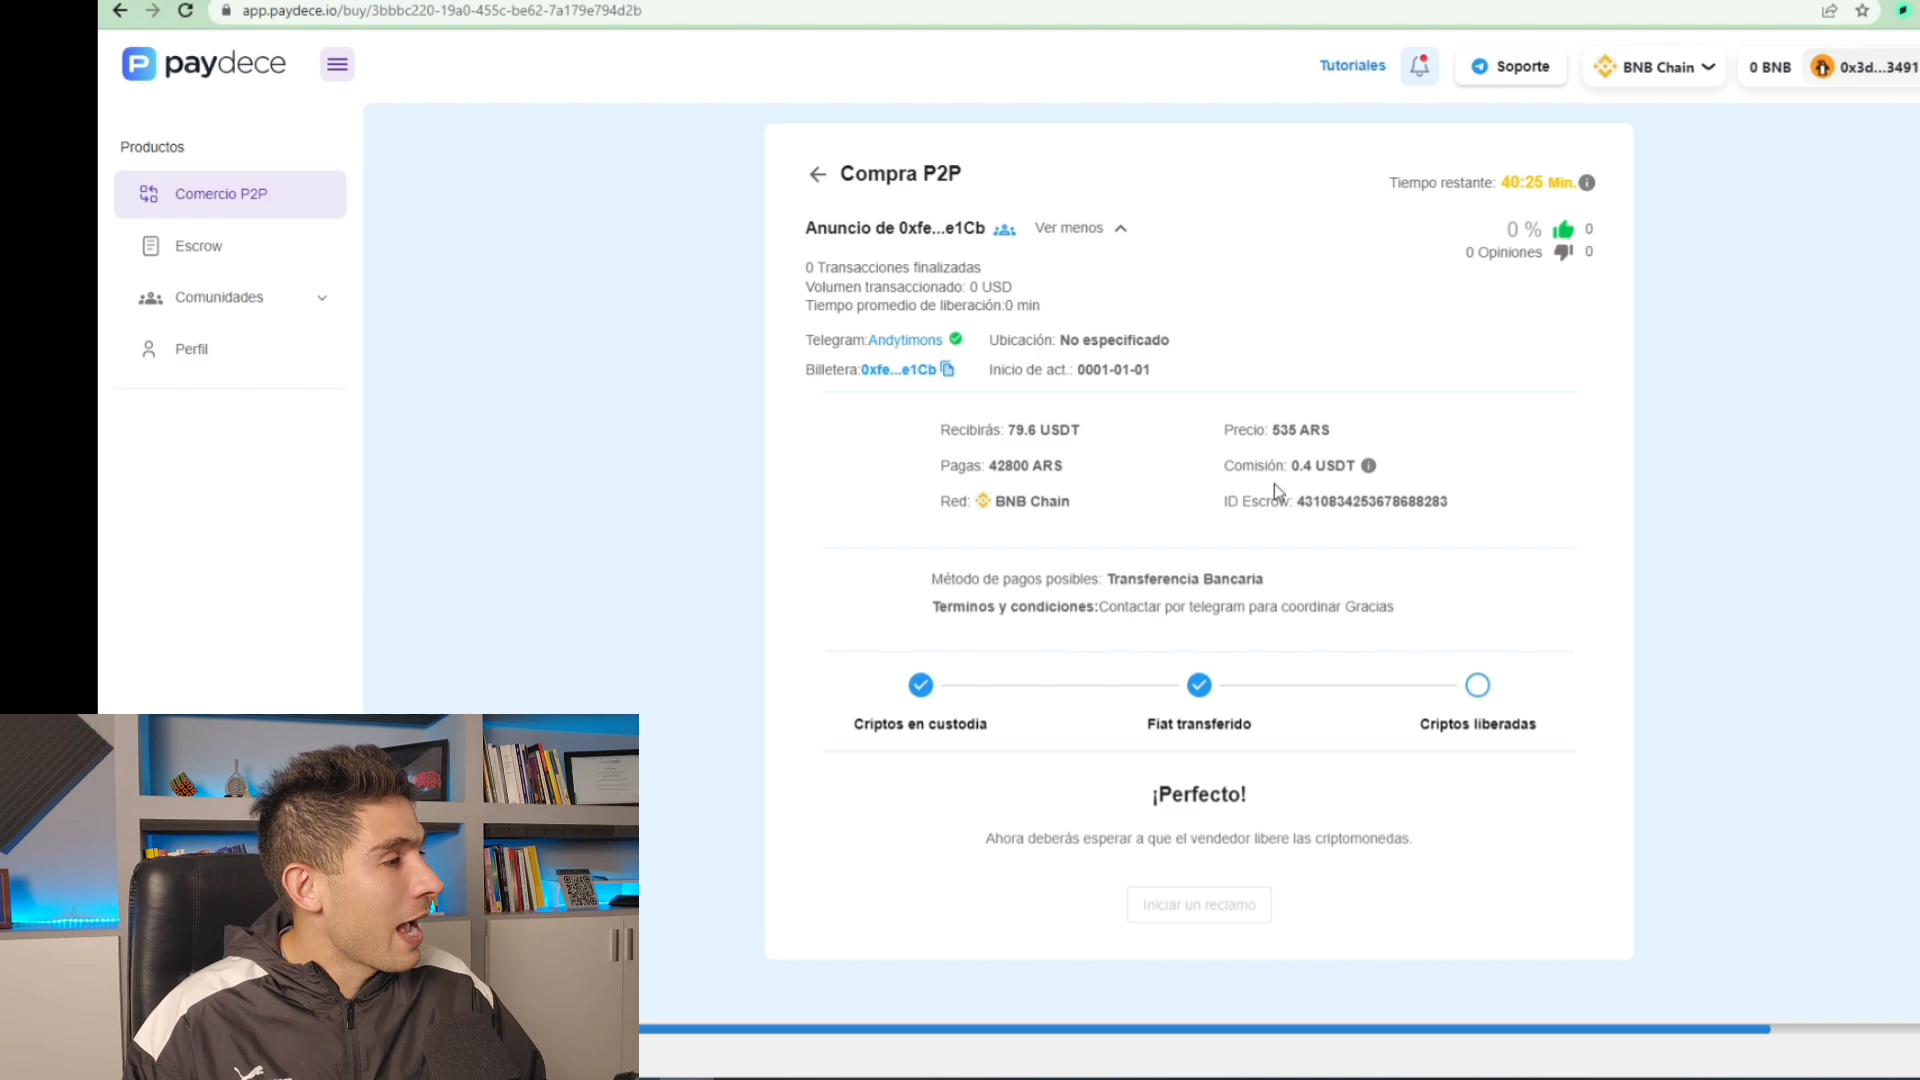 app.paydece.io/buy/3bbbc220-19a0-455c-be62-7a179e794d2b
paydece
Tutoriales
Soporte
BNB Chain
0 BNB
0x3d...3491
Productos
Comercio P2P
Escrow
Comunidades
Perfil
Compra P2P
Tiempo restante: 40:25 Min.
Anuncio de 0xfe...e1Cb
Ver menos
0 % 0
0 Opiniones 0
0 Transacciones finalizadas
Volumen transaccionado: 0 USD
Tiempo promedio de liberación:0 min
Telegram:Andytimons
Ubicación: No especificado
Billetera:0xfe...e1Cb
Inicio de act.: 0001-01-01
Recibirás: 79.6 USDT
Precio: 535 ARS
Pagas: 42800 ARS
Comisión: 0.4 USDT
Red: BNB Chain
ID Escrow: 4310834253678688283
Método de pagos posibles: Transferencia Bancaria
Terminos y condiciones:Contactar por telegram para coordinar Gracias
Criptos en custodia
Fiat transferido
Criptos liberadas
¡Perfecto!
Ahora deberás esperar a que el vendedor libere las criptomonedas.
Iniciar un reclamo